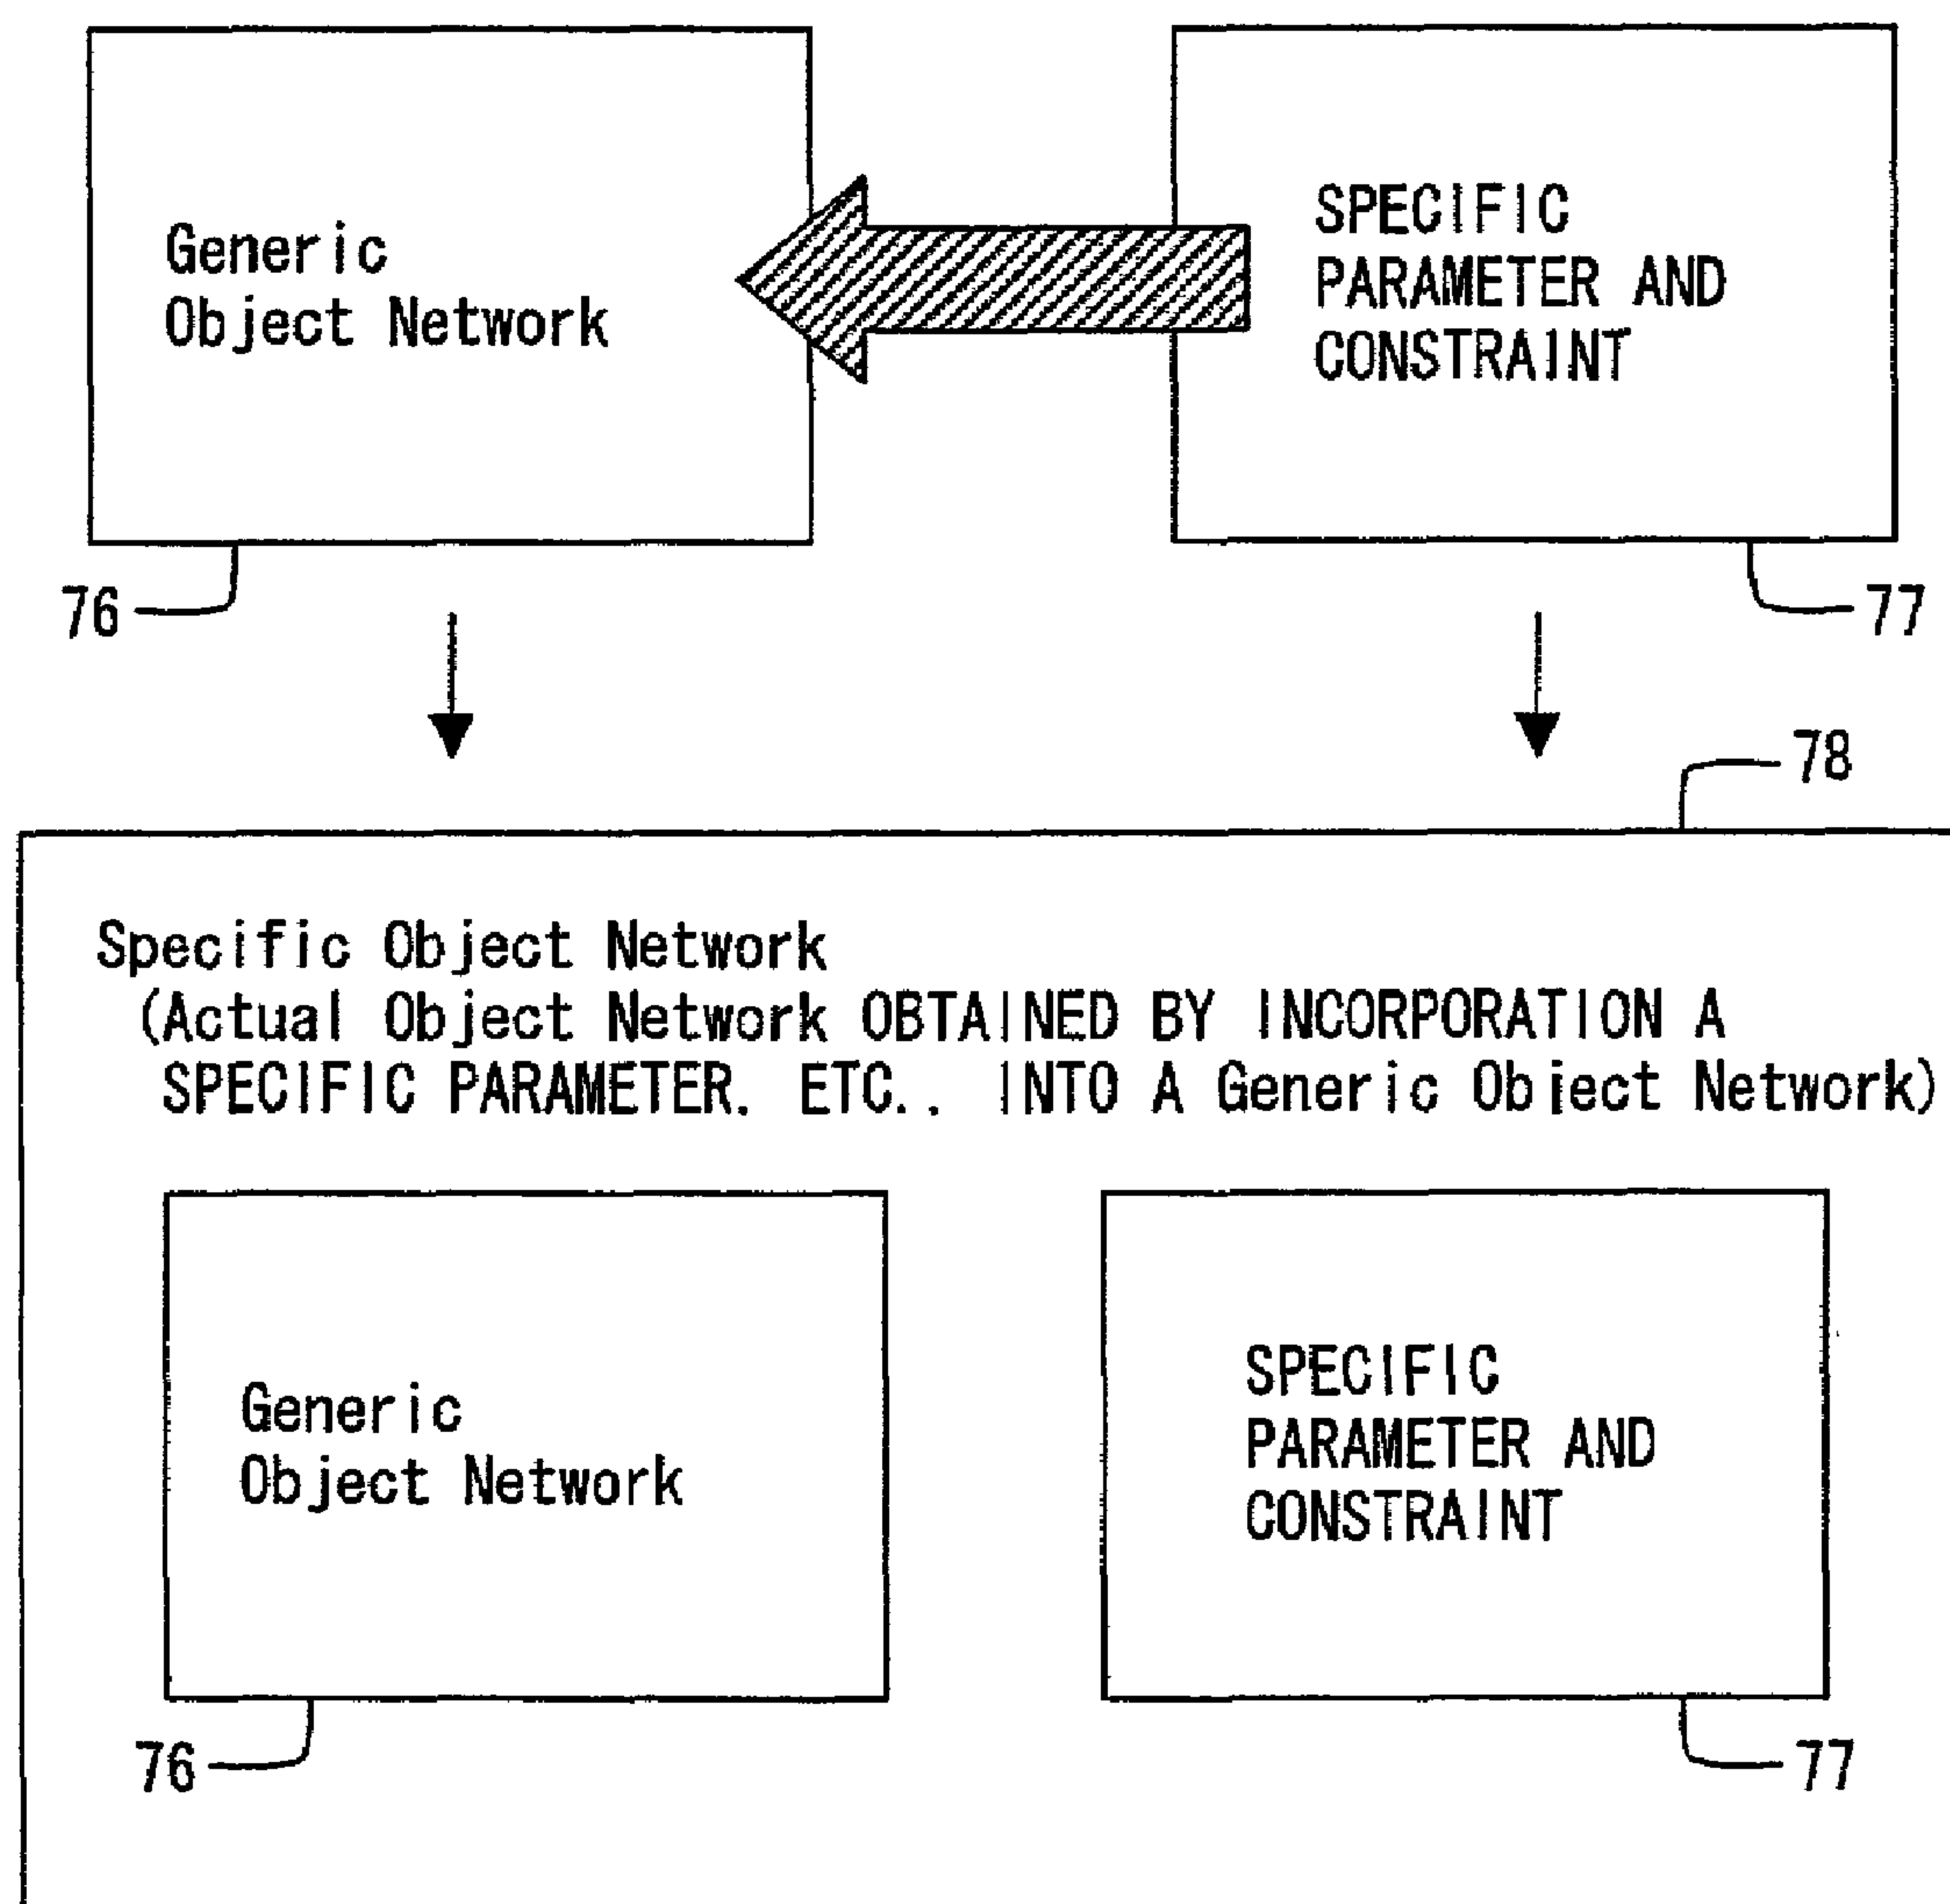 Generic
Object Network
SPECIFIC
PARAMETER AND
CONSTRAINT
76
77
78
Specific Object Network
(Actual Object Network OBTAINED BY INCORPORATION A
SPECIFIC PARAMETER. ETC.. INTO A Generic Object Network)
Generic
Object Network
SPECIFIC
PARAMETER AND
CONSTRAINT
76
77